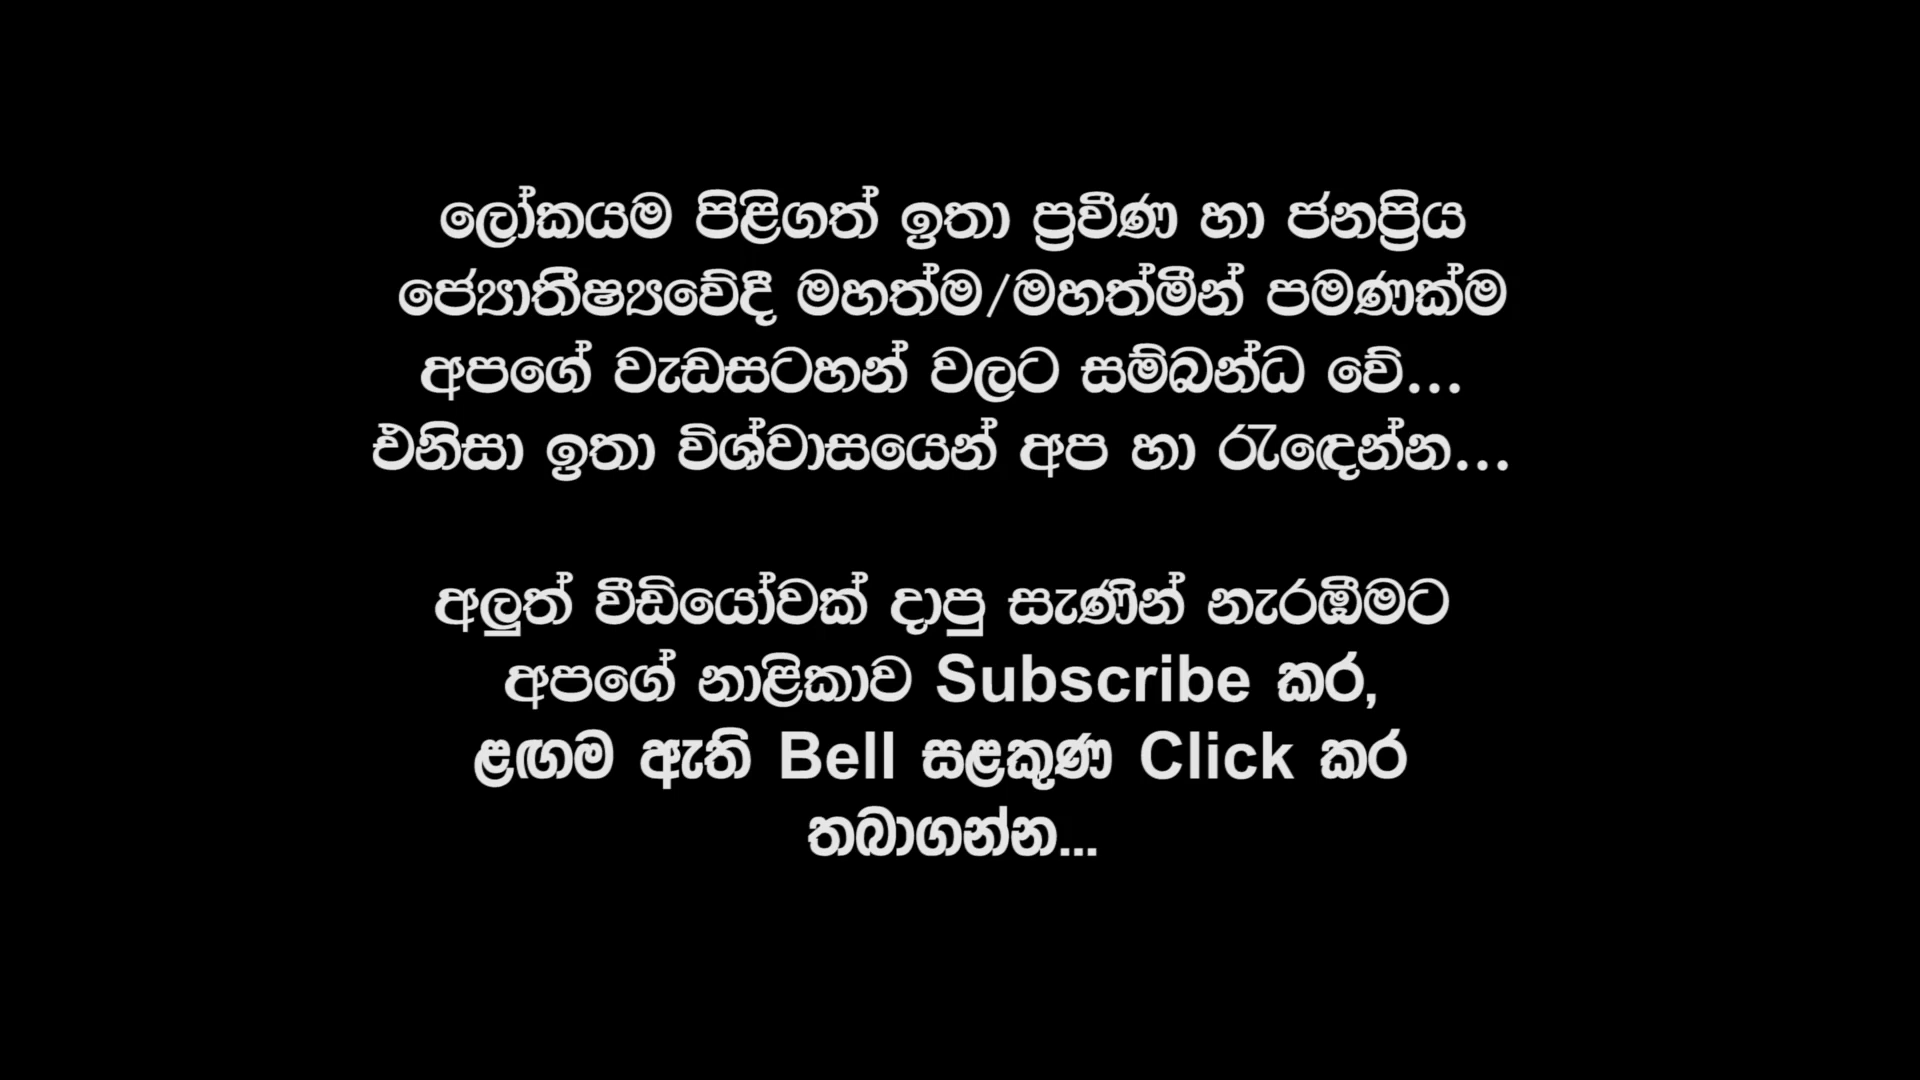 ලෝකයම පිළිගත් ඉතා ප්‍රවීණ හා ජනප්‍රිය
ජ්‍යොතීෂ්‍යවේදී මහත්ම/මහත්මීන් පමණක්ම
අපගේ වැඩසටහන් වලට සම්බන්ධ වේ...
එනිසා ඉතා විශ්වාසයෙන් අප හා රැඳෙන්න...
අලුත් වීඩියෝවක් දාපු සැණින් නැරඹීමට
අපගේ නාළිකාව Subscribe කර,
ළඟම ඇති Bell සළකුණ Click කර
තබාගන්න...